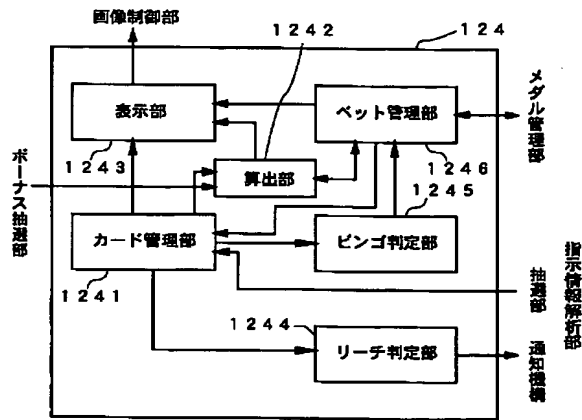 画像制御部
124
1242
表示部
1243
ベット管理部
1246
メダル管理部
ボーナス抽選部
算出部
1245
カード管理部
1241
ビンゴ判定部
抽選部
指示情報解析部
1244
リーチ判定部
通知機構